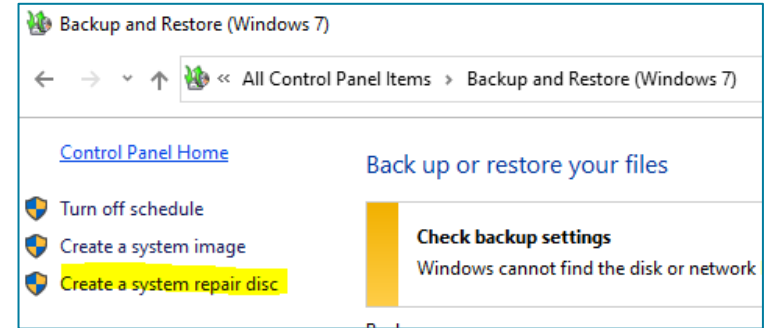 Backup and Restore (Windows 7)
« All Control Panel Items > Backup and Restore (Windows 7)
Control Panel Home
Back up or restore your files
Turn off schedule
Create a system image
Create a system repair disc
Check backup settings
Windows cannot find the disk or network